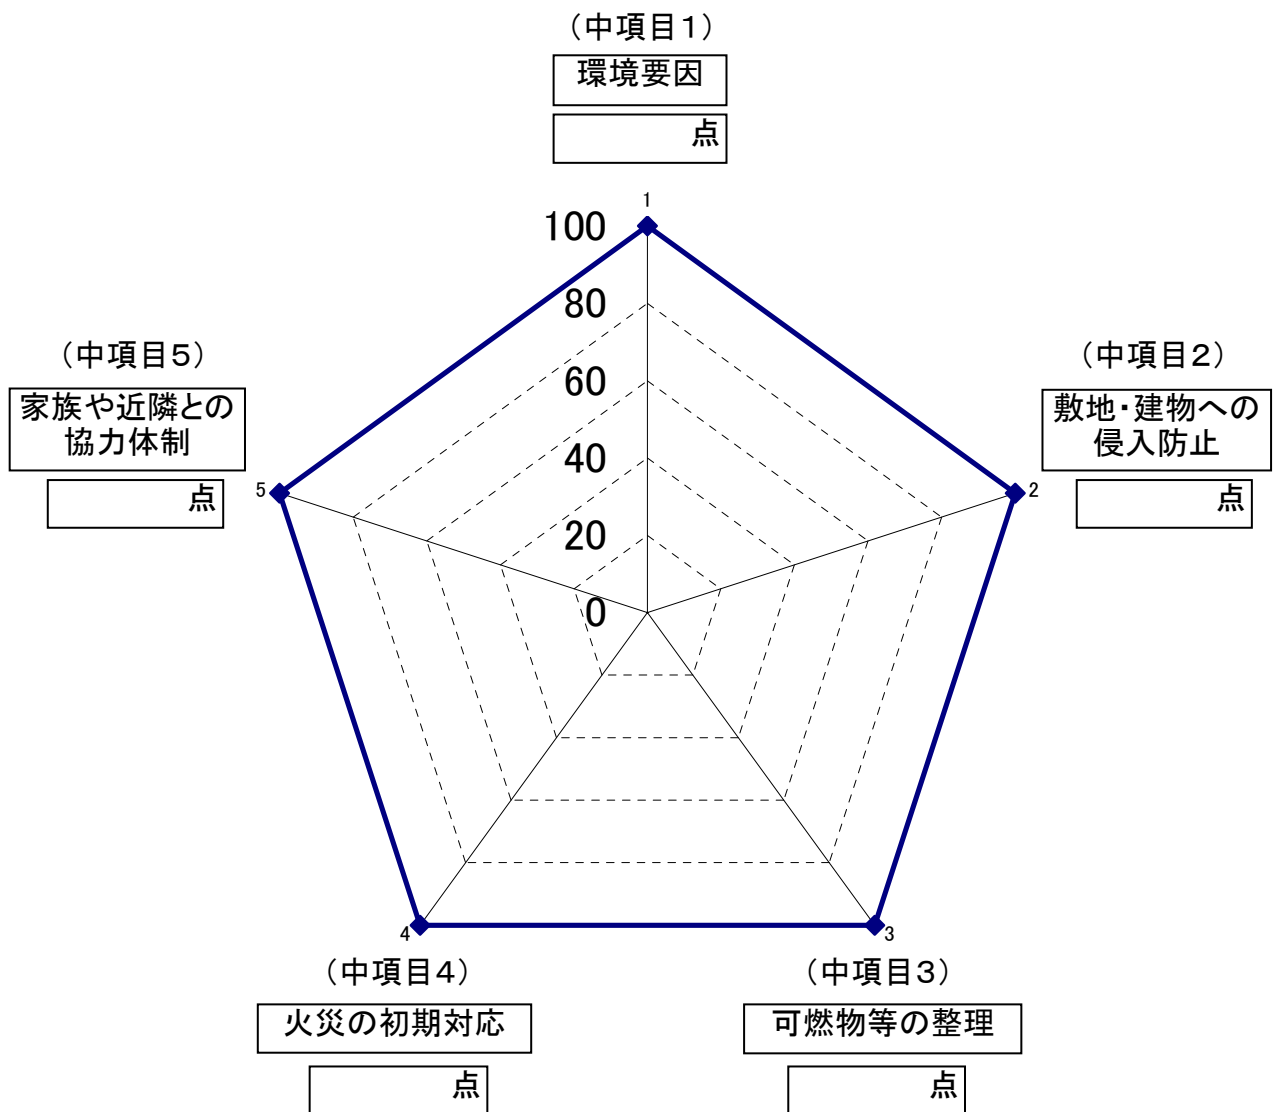 （中項目１）
環境要因
点
1
100
80
60
40
20
0
（中項目５）
家族や近隣との
協力体制
点
5
（中項目２）
敷地・建物への
侵入防止
点
2
4
（中項目４）
火災の初期対応
点
3
（中項目３）
可燃物等の整理
点